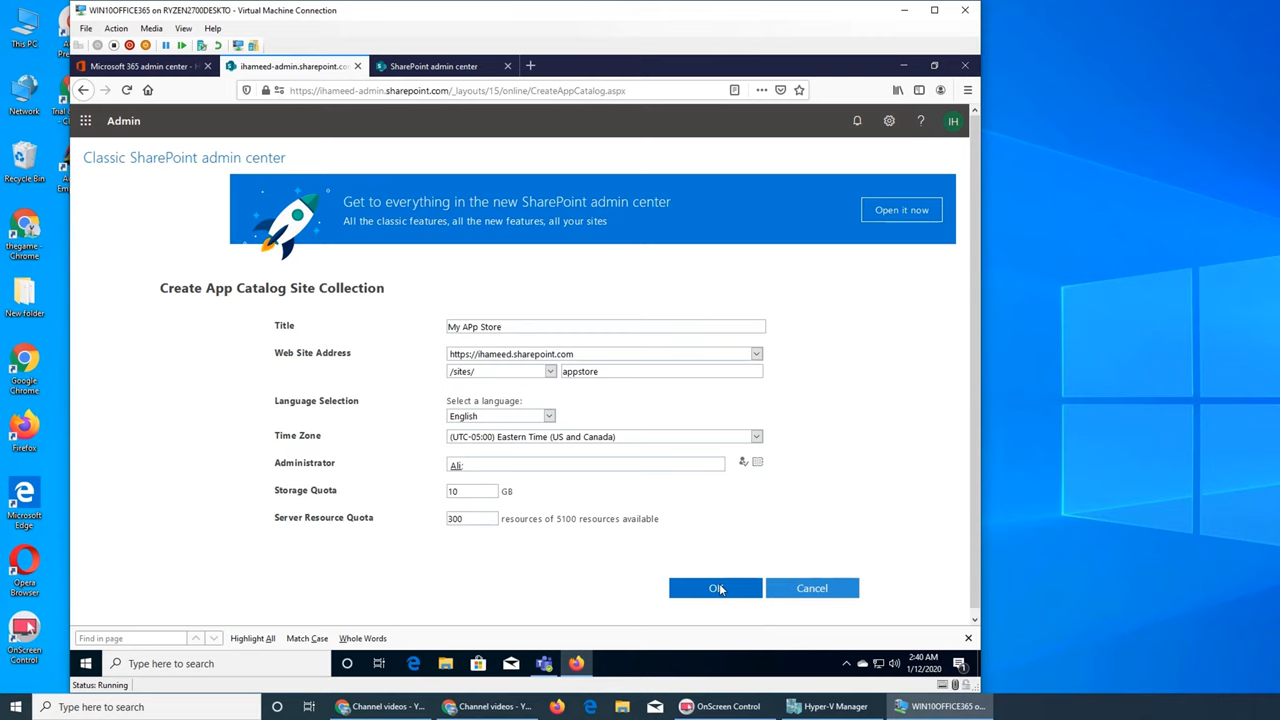 WIN10OFFICE365 on RYZEN2700DESKTO - Virtual Machine Connection
File Action Media View Help
Microsoft 365 admin center - H
ihameed-admin.sharepoint.co
SharePoint admin center
https://ihameed-admin.sharepoint.com/_layouts/15/online/CreateAppCatalog.aspx
Admin
IH
Classic SharePoint admin center
Get to everything in the new SharePoint admin center
All the classic features, all the new features, all your sites
Open it now
Create App Catalog Site Collection
Title
My APp Store
Web Site Address
https://ihameed.sharepoint.com
/sites/
appstore
Language Selection
Select a language:
English
Time Zone
(UTC-05:00) Eastern Time (US and Canada)
Administrator
Ali;
Storage Quota
10
GB
Server Resource Quota
300
resources of 5100 resources available
OK
Cancel
Find in page
Highlight All
Match Case
Whole Words
Type here to search
2:40 AM
1/12/2020
Status: Running
This PC
Network
Recycle Bin
thegame -
Chrome
New folder
Google
Chrome
Firefox
Microsoft
Edge
Opera
Browser
OnScreen
Control
Type here to search
Channel videos - Y...
Channel videos - Y...
OnScreen Control
Hyper-V Manager
WIN10OFFICE365 o...